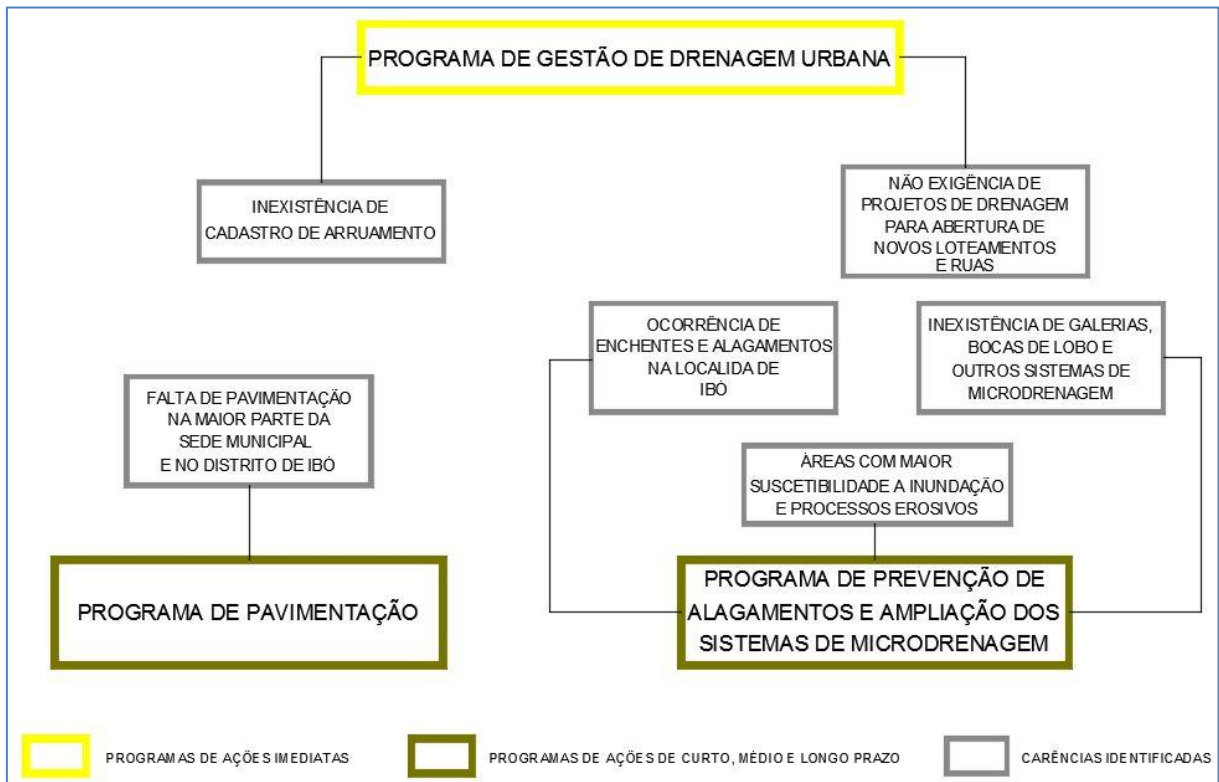 PROGRAMA DE GESTÃO DE DRENAGEM URBANA
INEXISTÊNCIA DE
CADASTRO DE ARRUAMENTO
NÃO EXIGÊNCIA DE
PROJETOS DE DRENAGEM
PARA ABERTURA DE
NOVOS LOTEAMENTOS
E RUAS
OCORRÊNCIA DE
ENCHENTES E ALAGAMENTOS
NA LOCALIDA DE
IBÓ
INEXISTÊNCIA DE GALERIAS,
BOCAS DE LOBO E
OUTROS SISTEMAS DE
MICRODRENAGEM
FALTA DE PAVIMENTAÇÃO
NA MAIOR PARTE DA
SEDE MUNICIPAL
E NO DISTRITO DE IBÓ
ÁREAS COM MAIOR
SUSCETIBILIDADE A INUNDAÇÃO
E PROCESSOS EROSIVOS
PROGRAMA DE PAVIMENTAÇÃO
PROGRAMA DE PREVENÇÃO DE
ALAGAMENTOS E AMPLIAÇÃO DOS
SISTEMAS DE MICRODRENAGEM
PROGRAMAS DE AÇÕES IMEDIATAS
PROGRAMAS DE AÇÕES DE CURTO, MÉDIO E LONGO PRAZO
CARÊNCIAS IDENTIFICADAS